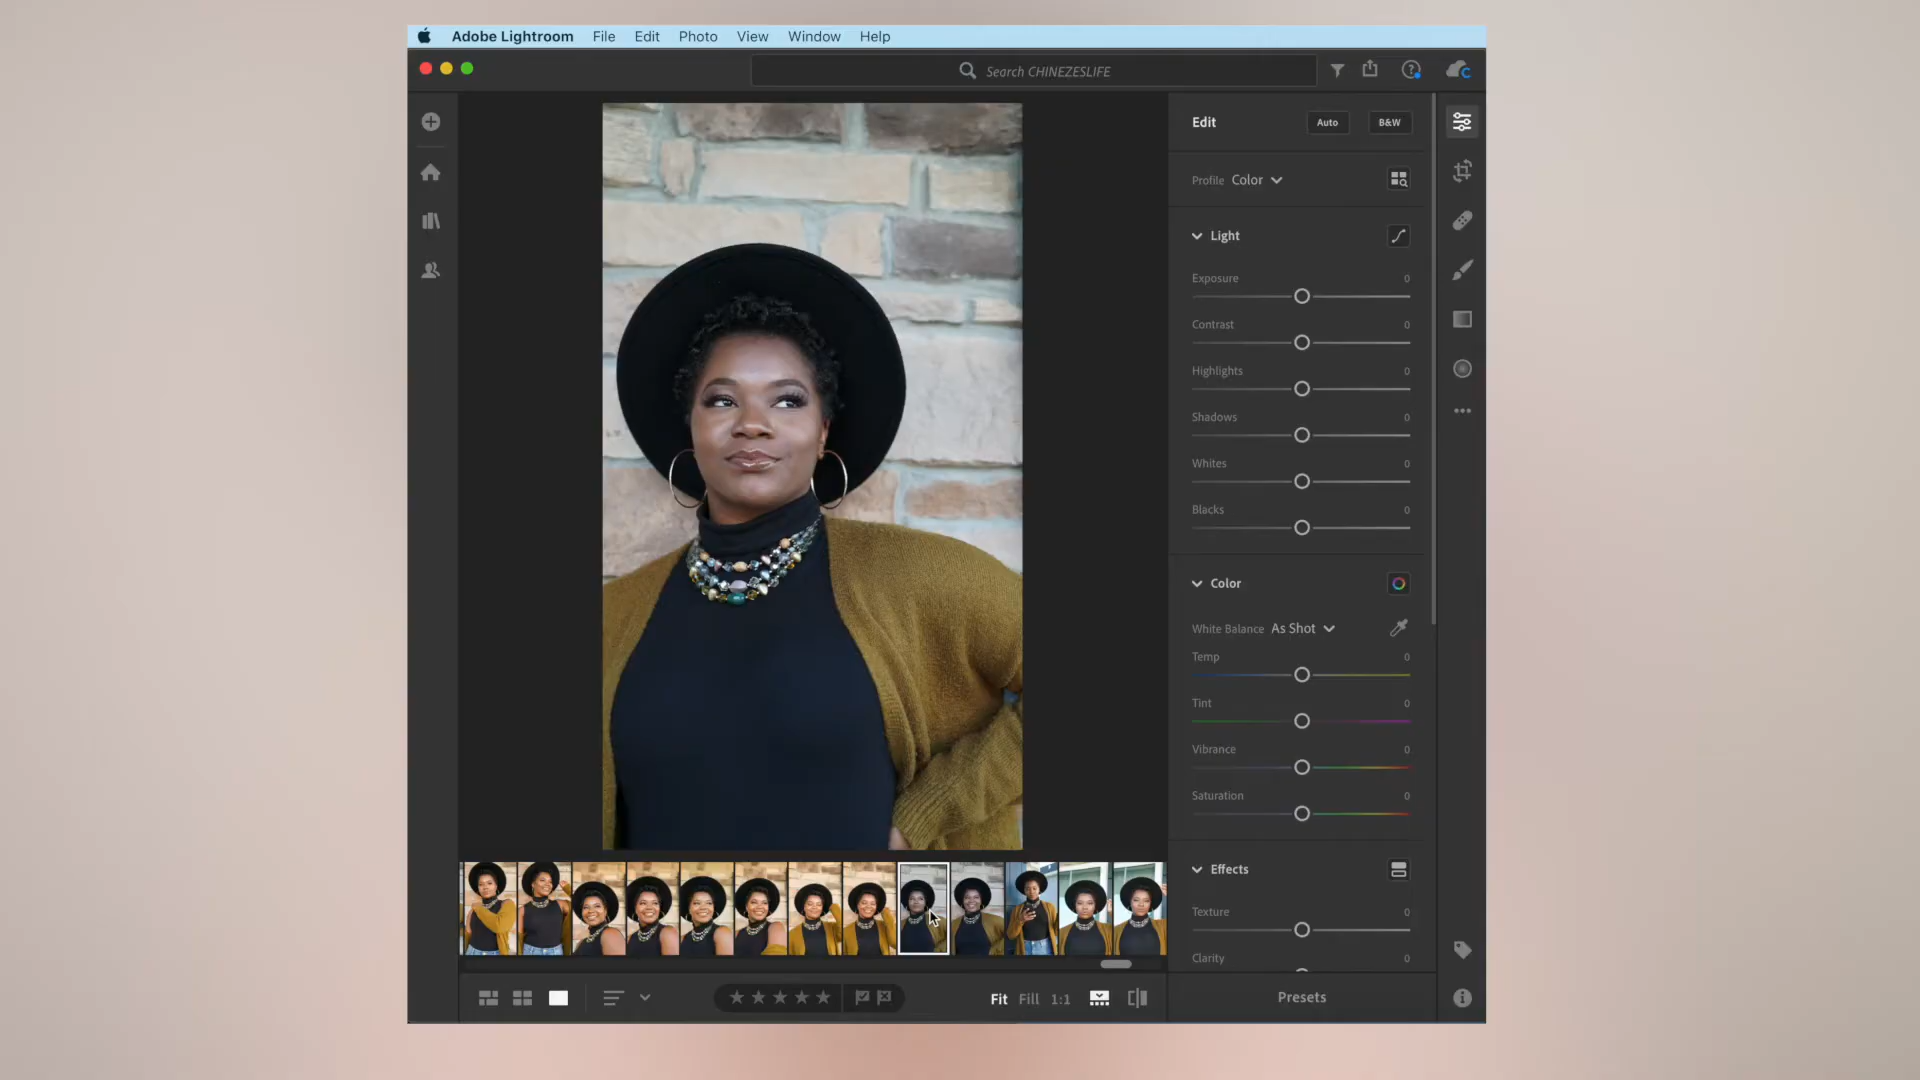 Adobe Lightroom File Edit Photo View Window Help
Search CHINEZESLIFE
Edit Auto B&W
Profile Color
Light
Exposure 0
Contrast 0
Highlights 0
Shadows 0
Whites 0
Blacks 0
Color
White Balance As Shot
Temp 0
Tint 0
Vibrance 0
Saturation 0
Effects
Texture 0
Clarity 0
Fit Fill 1:1
Presets